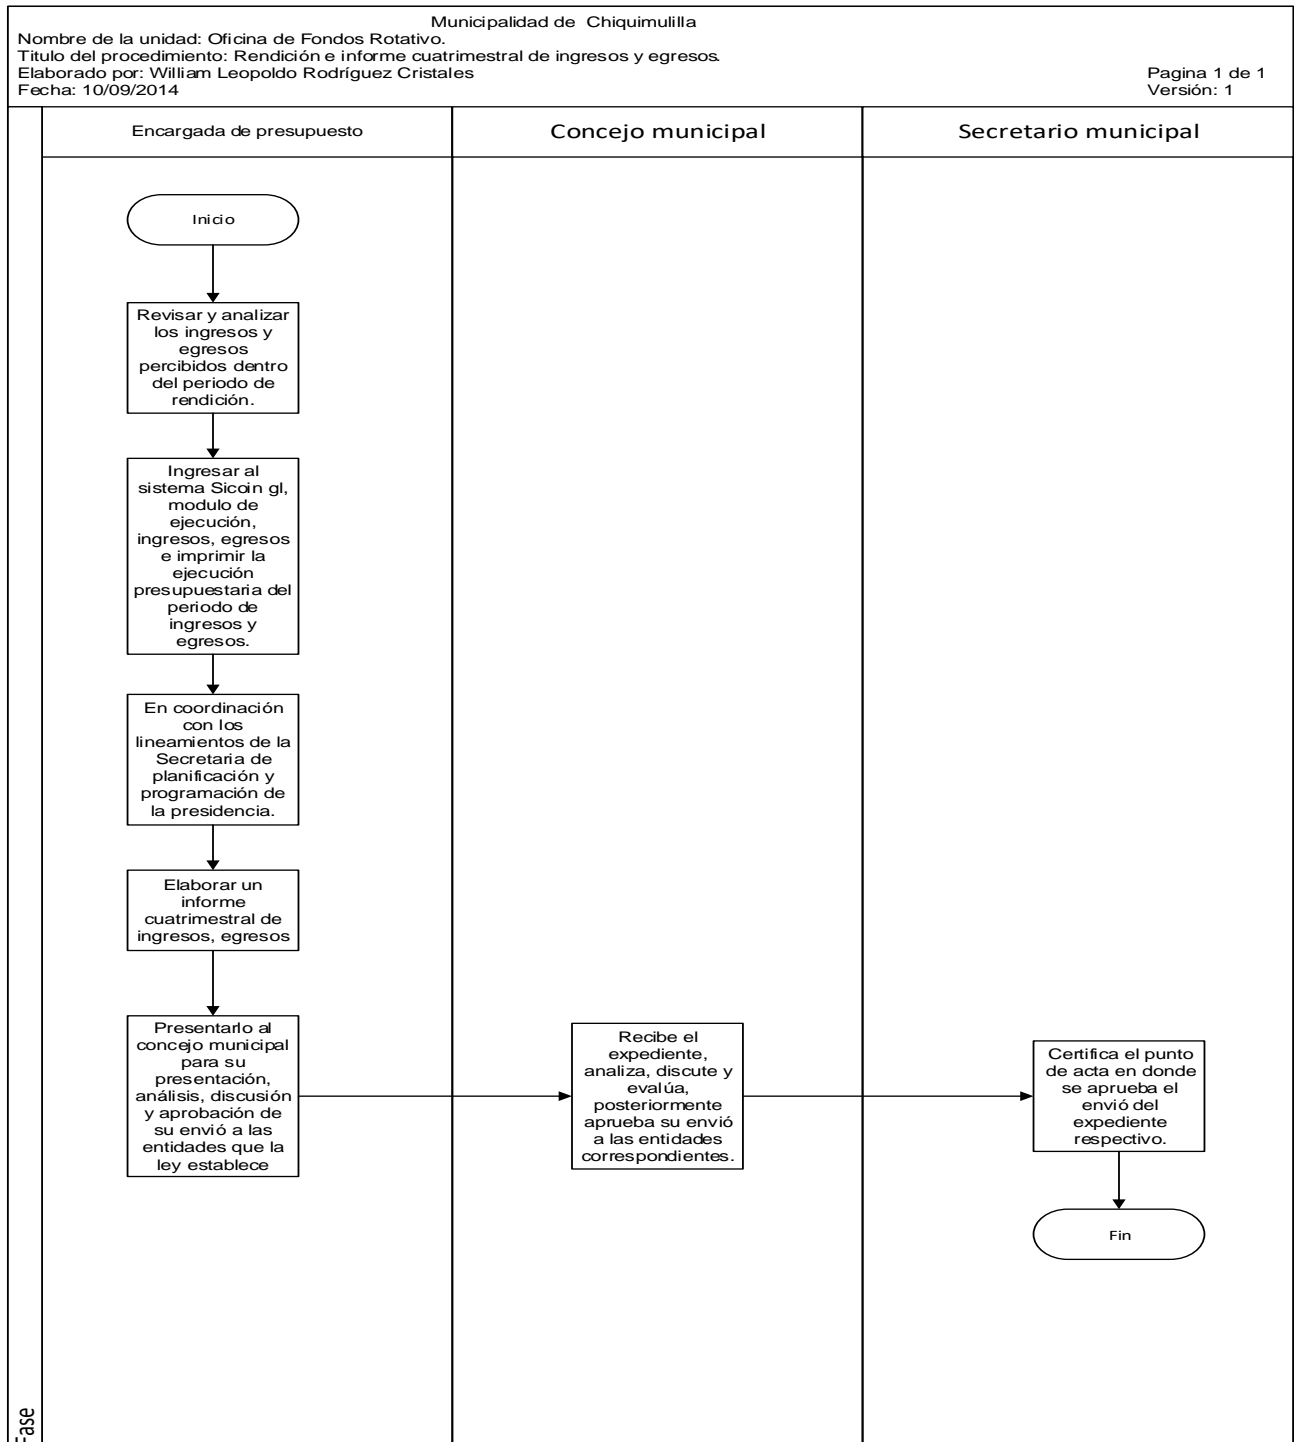 Municipalidad de Chiquimulilla
Nombre de la unidad: Oficina de Fondos Rotativo.
Titulo del procedimiento: Rendición e informe cuatrimestral de ingresos y egresos.
Elaborado por: William Leopoldo Rodríguez Cristales
Pagina 1 de 1
Fecha: 10/09/2014
Versión: 1
Encargada de presupuesto
Concejo municipal
Secretario municipal
Inicio
Revisar y analizar
los ingresos y
egresos
percibidos dentro
del periodo de
rendición.
Ingresar al
sistema Sicoin gl,
modulo de
ejecución,
ingresos, egresos
e imprimir la
ejecución
presupuestaria del
periodo de
ingresos y
egresos.
En coordinación
con los
lineamientos de la
Secretaria de
planificación y
programación de
la presidencia.
Elaborar un
informe
cuatrimestral de
ingresos, egresos
Presentarlo al
concejo municipal
para su
presentación,
análisis, discusión
y aprobación de
su envió a las
entidades que la
ley establece
Recibe el
expediente,
analiza, discute y
evalúa,
posteriormente
aprueba su envió
a las entidades
correspondientes.
Certifica el punto
de acta en donde
se aprueba el
envió del
expediente
respectivo.
Fin
Fase